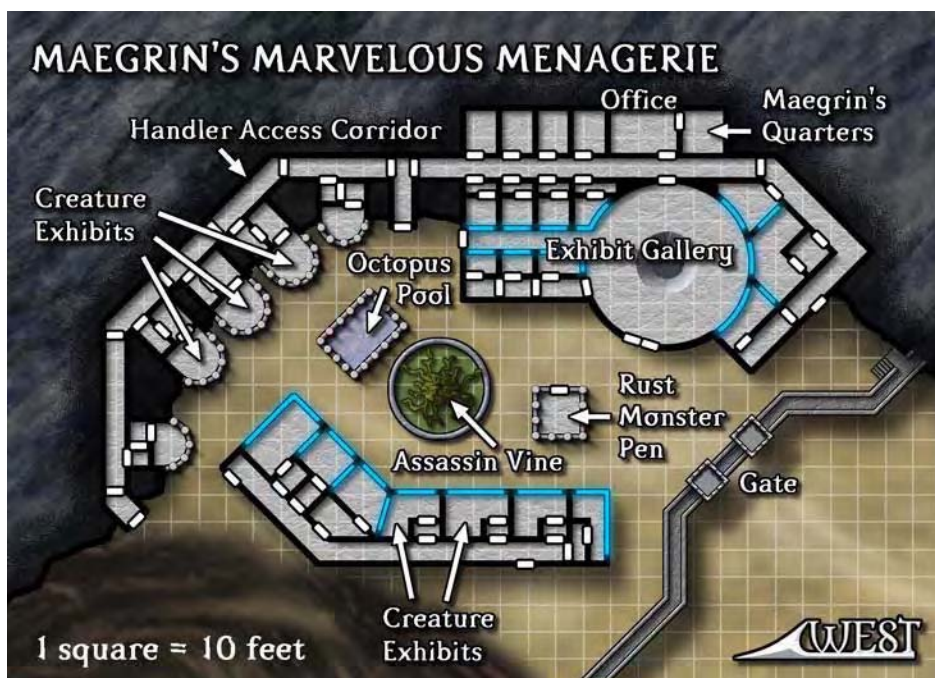 MAEGRIN'S MARVELOUS MENAGERIE
Office
Maegrin's
Quarters
Handler Access Corridor
Creature
Exhibits
Octopus
Pool
Exhibit Gallery
Rust
Monster
Pen
Assassin Vine
Gate
Creature
Exhibits
1 square = 10 feet
WEST